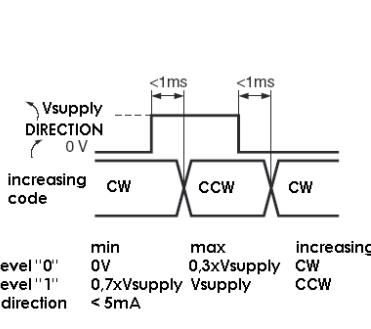 <1ms <1ms
Vsupply
DIRECTION
0 V
increasing code CW CCW CW
min max increasing
evel "0" 0V 0,3xVsupply CW
evel "1" 0,7xVsupply Vsupply CCW
direction < 5mA